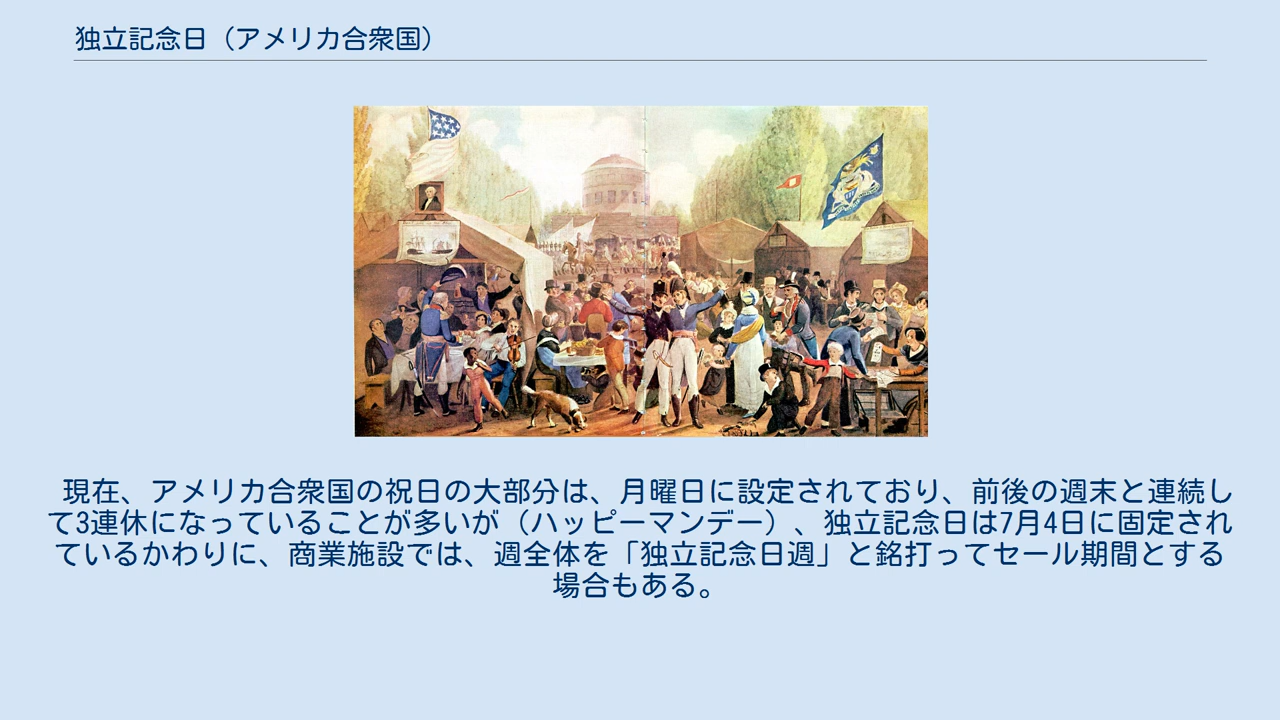 独立記念日（アメリカ合衆国）
現在、アメリカ合衆国の祝日の大部分は、月曜日に設定されており、前後の週末と連続し
て3連休になっていることが多いが（ハッピーマンデー）、独立記念日は7月4日に固定され
ているかわりに、商業施設では、週全体を「独立記念日週」と銘打ってセール期間とする
場合もある。